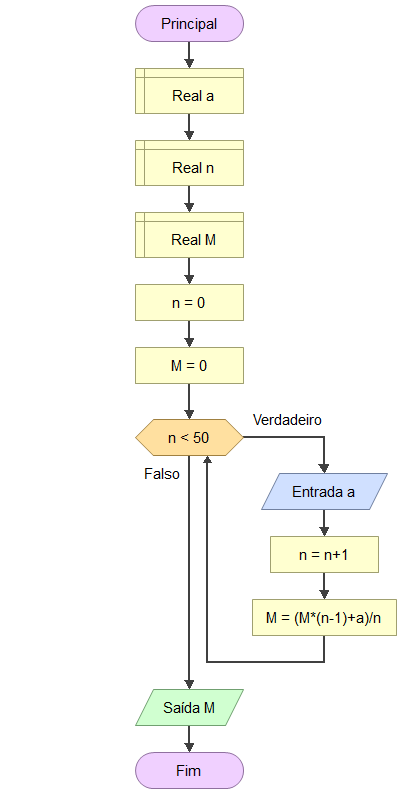 Principal
Real a
Real n
Real M
n = 0
M = 0
n < 50
Verdadeiro
Falso
Entrada a
n = n+1
M = (M*(n-1)+a)/n
Saída M
Fim